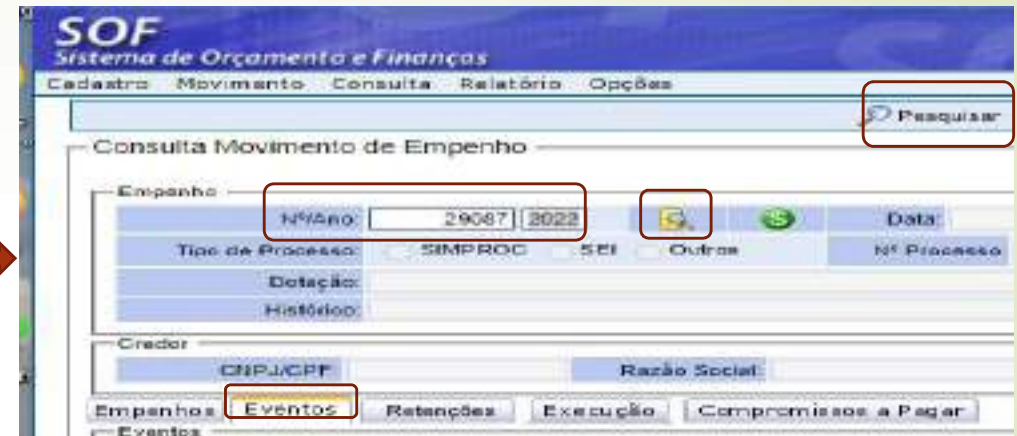 SOF
Sistema de Orçamento e Finanças
Cadastro Movimento Consulta Relatório Opções
Pesquisar
Consulta Movimento de Empenho
Empenho
Nº/Ano: 29087 2022 Data:
Tipo de Processo: SIMPROC SEI Outros Nº Processo
Dotação:
Histórico:
Credor
CNPJ/CPF Razão Social:
Empenhos Eventos Retenções Execução Compromissos a Pagar
Eventos